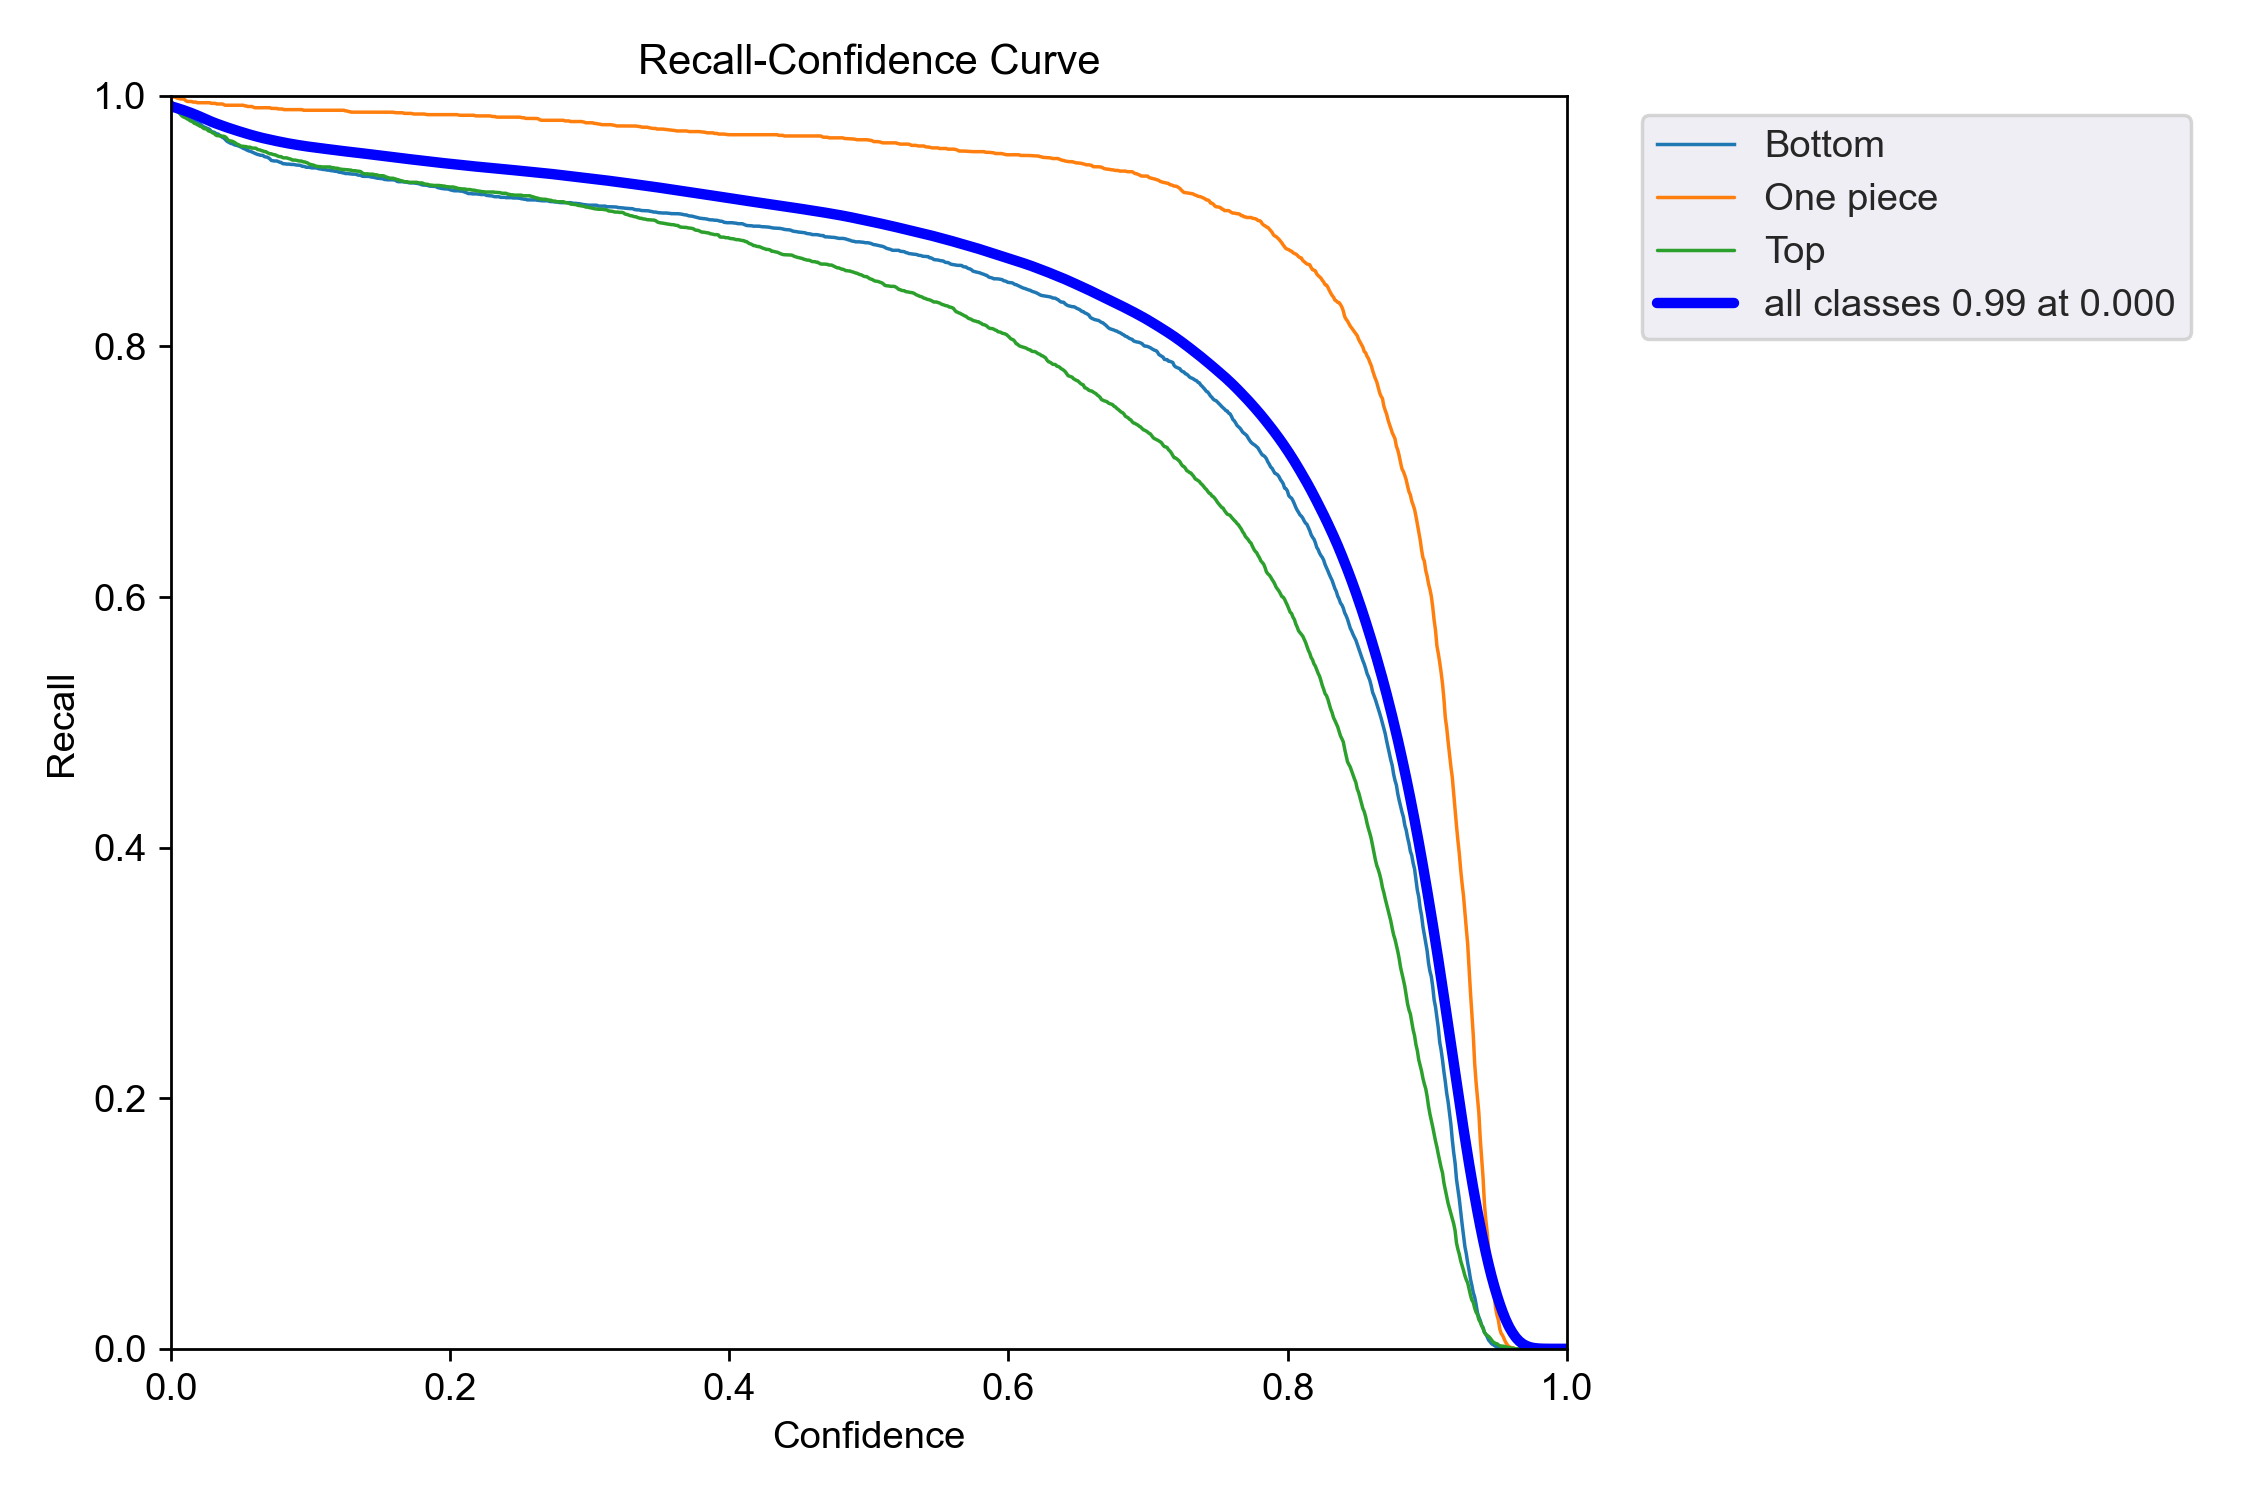 Recall-Confidence Curve
1.0
0.8
0.6
0.4
0.2
0.0
Recall
0.0 0.2 0.4 0.6 0.8 1.0
Confidence
Bottom
One piece
Top
all classes 0.99 at 0.000